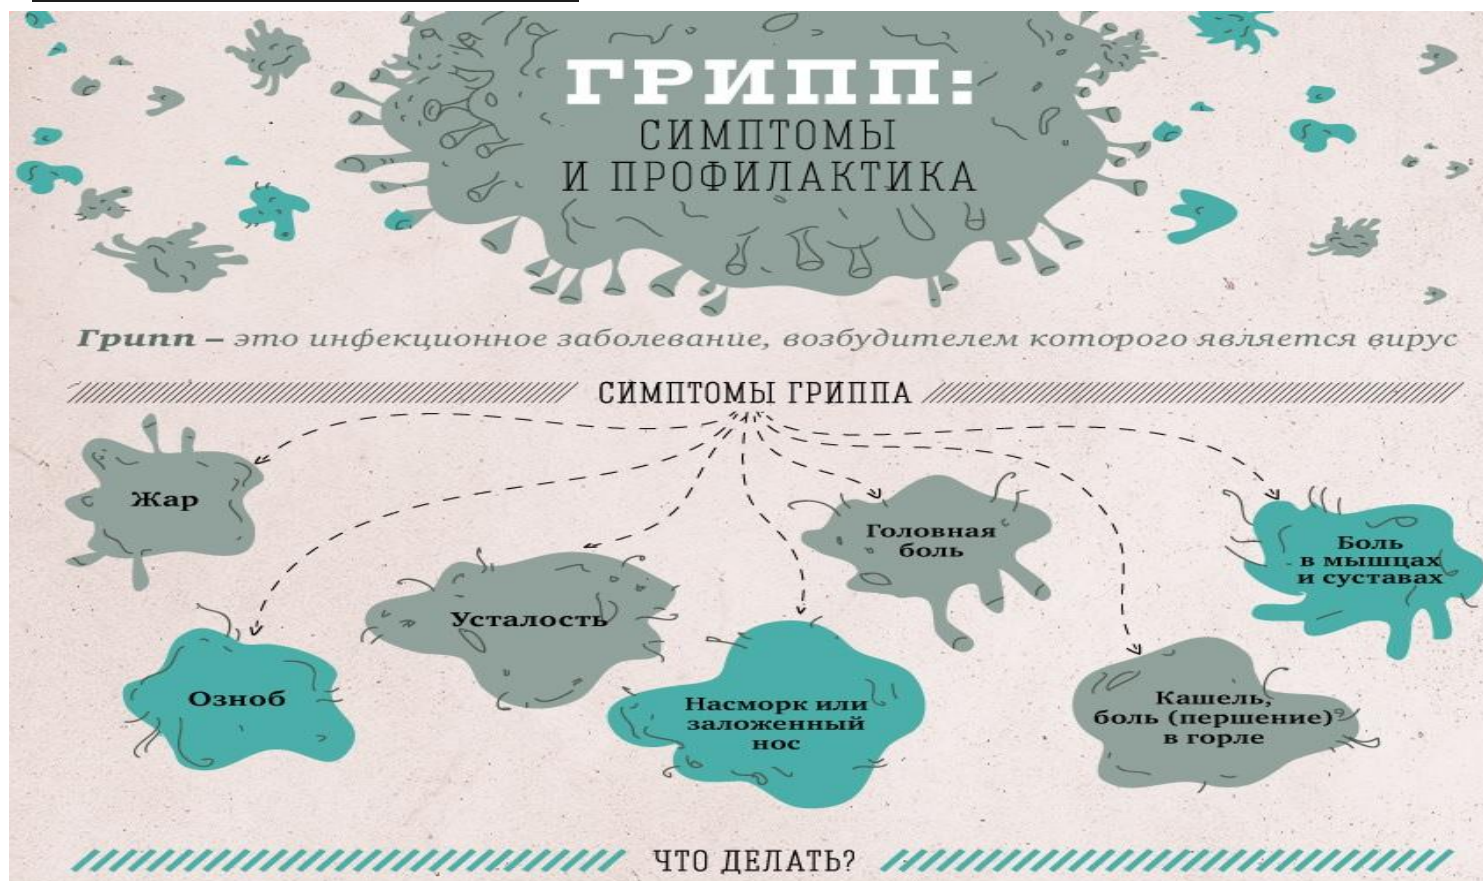 ГРИПП:
СИМПТОМЫ
И ПРОФИЛАКТИКА
Грипп – это инфекционное заболевание, возбудителем которого является вирус
СИМПТОМЫ ГРИППА
Жар
Озноб
Усталость
Насморк или
заложенный
нос
Головная
боль
Кашель,
боль (першение)
в горле
Боль
в мышцах
и суставах
ЧТО ДЕЛАТЬ?